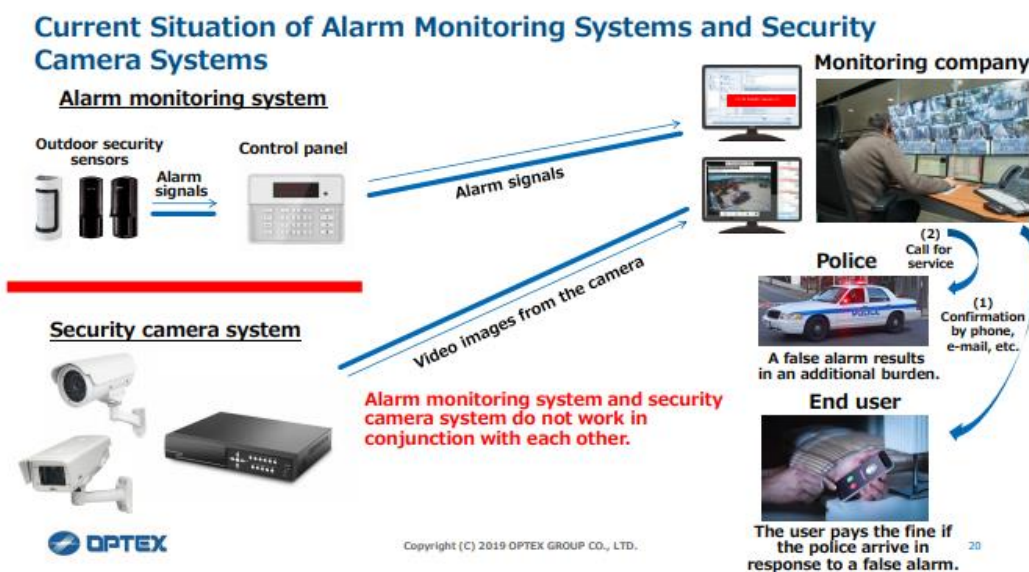 Current Situation of Alarm Monitoring Systems and Security
Camera Systems
Alarm monitoring system
Outdoor security
sensors
Alarm
signals
Control panel
Alarm signals
Monitoring company
(2)
Call for
service
Police
POLICE
(1)
Confirmation
by phone,
e-mail, etc.
A false alarm results
in an additional burden.
Security camera system
Video images from the camera
Alarm monitoring system and security
camera system do not work in
conjunction with each other.
End user
The user pays the fine if
the police arrive in
response to a false alarm.
OPTEX
Copyright (C) 2019 OPTEX GROUP CO., LTD.
20